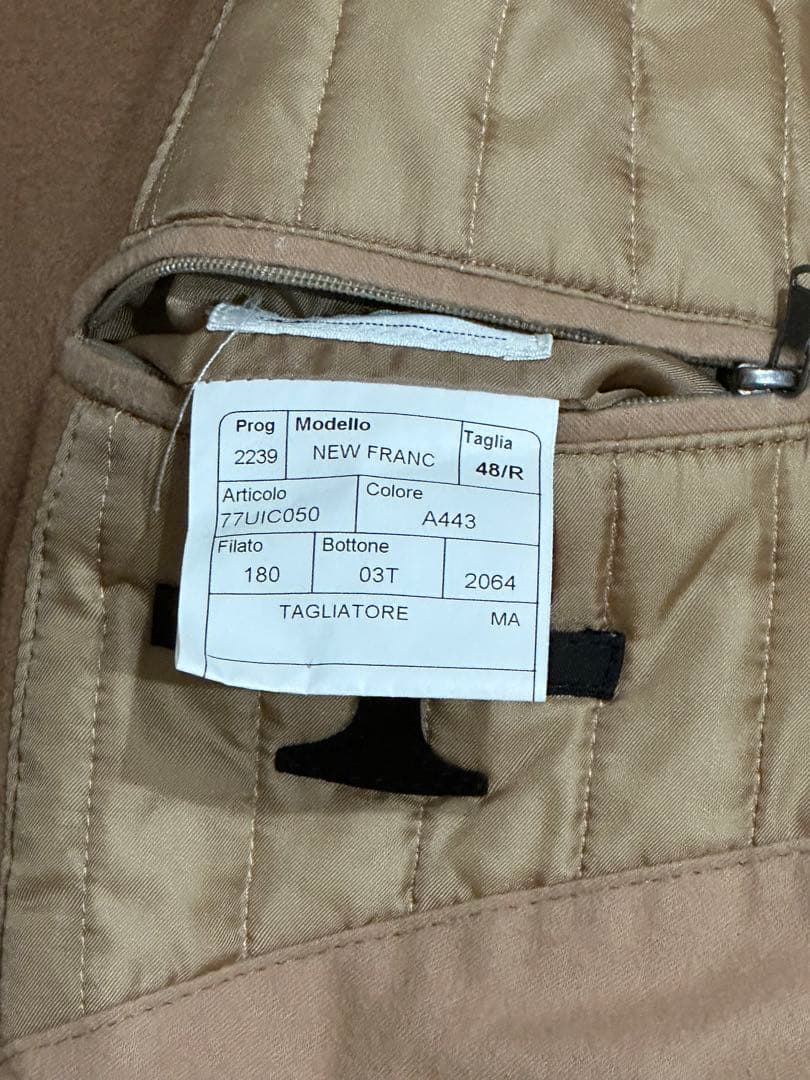 Prog Modello Taglia
2239 NEW FRANC 48/R
Articolo Colore
77UIC050 A443
Filato Bottone
180 03T 2064
TAGLIATORE MA